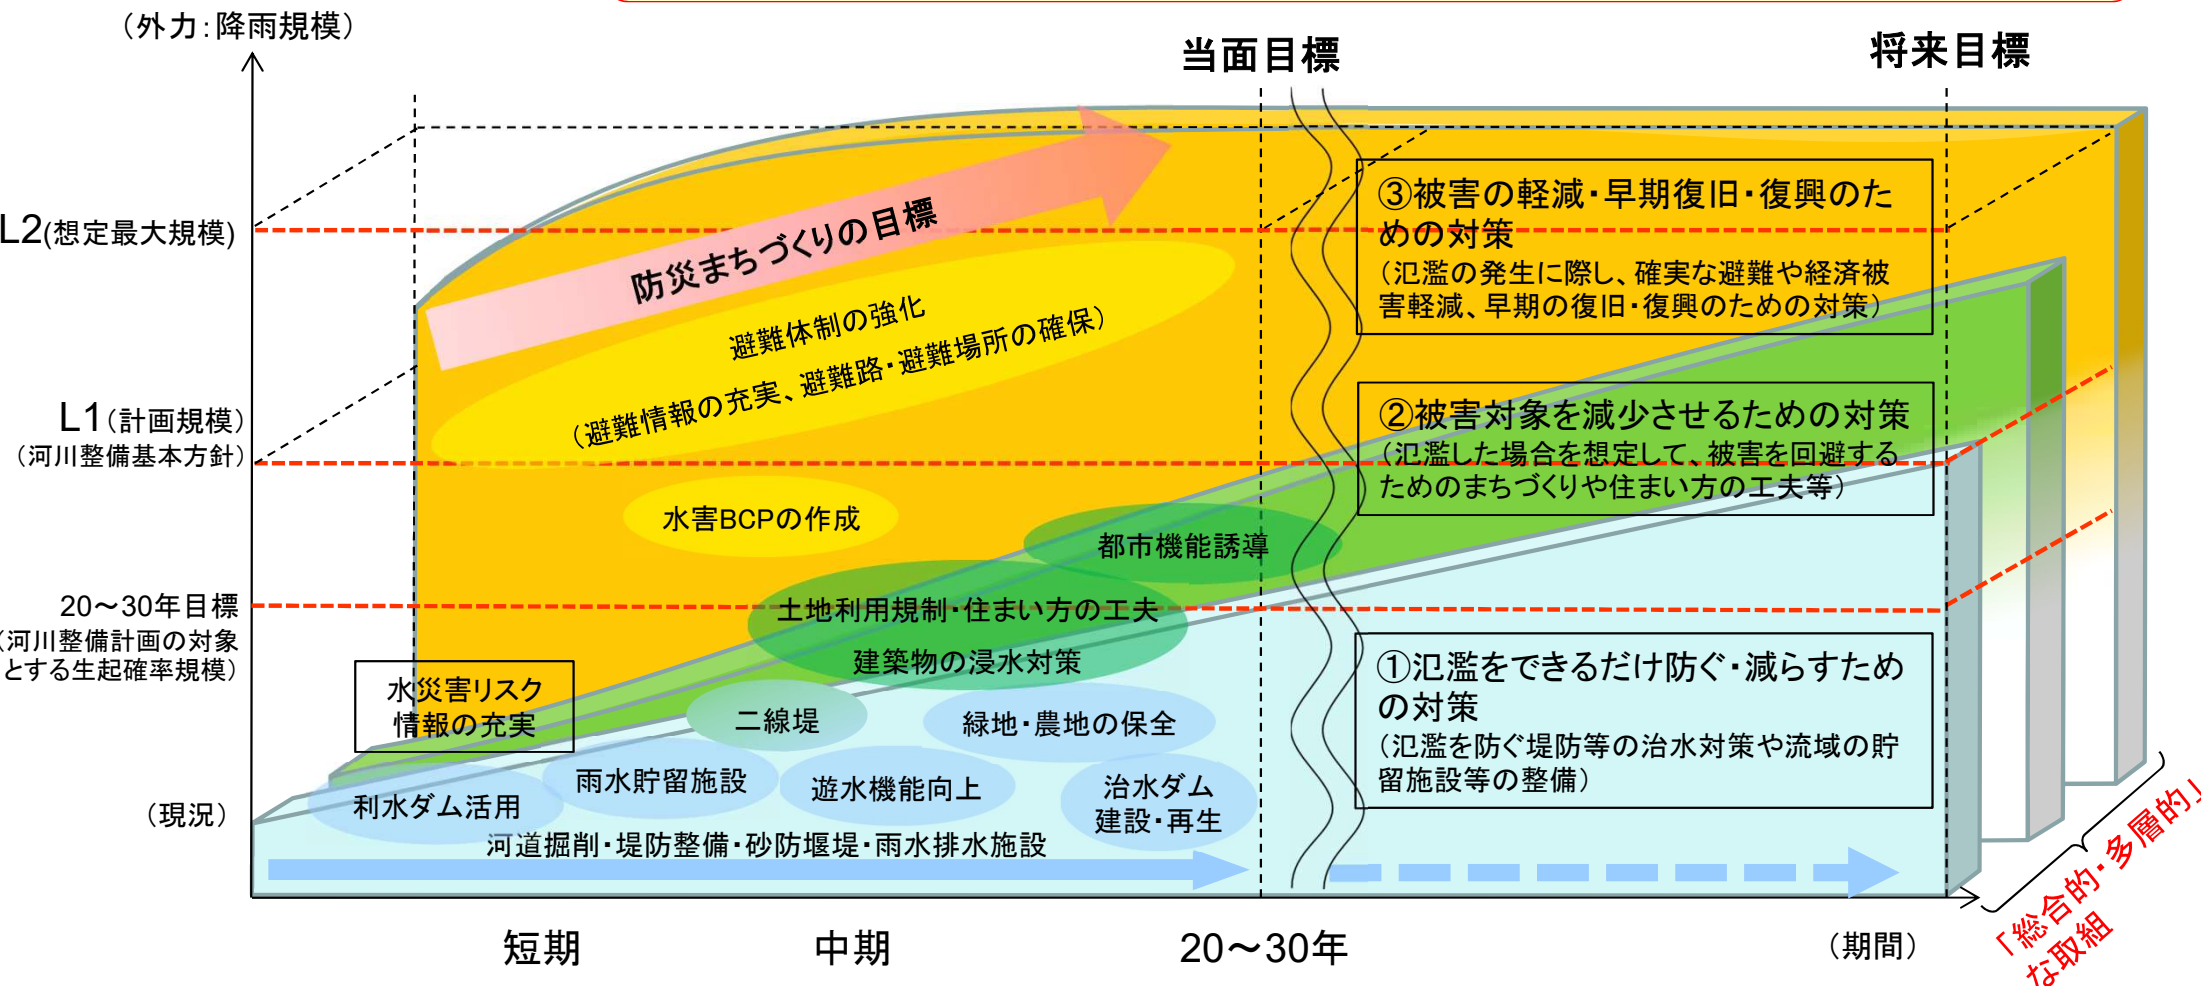 （外力：降雨規模）
当面目標
将来目標
L2(想定最大規模)
L1（計画規模）
（河川整備基本方針）
20～30年目標
（河川整備計画の対象
とする生起確率規模）
（現況）
防災まちづくりの目標
避難体制の強化
（避難情報の充実、避難路・避難場所の確保）
水害BCPの作成
都市機能誘導
土地利用規制・住まい方の工夫
建築物の浸水対策
水災害リスク
情報の充実
二線堤
緑地・農地の保全
雨水貯留施設
遊水機能向上
利水ダム活用
治水ダム
建設・再生
河道掘削・堤防整備・砂防堰堤・雨水排水施設
③被害の軽減・早期復旧・復興のた
めの対策
（氾濫の発生に際し、確実な避難や経済被
害軽減、早期の復旧・復興のための対策）
②被害対象を減少させるための対策
（氾濫した場合を想定して、被害を回避する
ためのまちづくりや住まい方の工夫等）
①氾濫をできるだけ防ぐ・減らすため
の対策
（氾濫を防ぐ堤防等の治水対策や流域の貯
留施設等の整備）
短期
中期
20～30年
（期間）
「総合的・多層的」
な取組